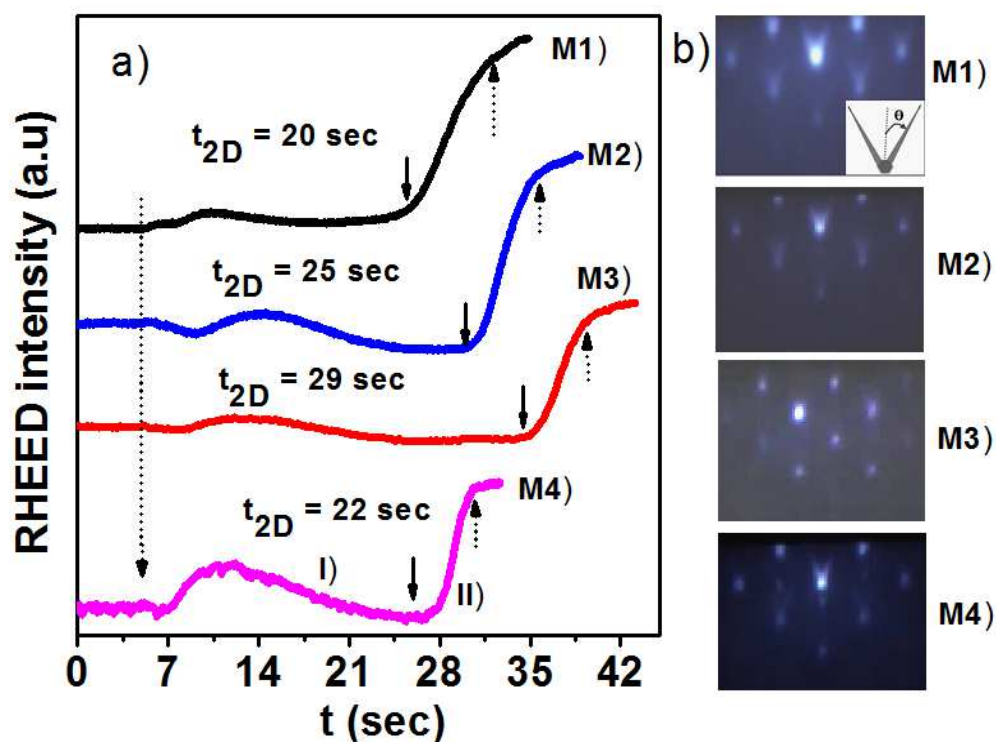 a)
M1)
t2D = 20 sec
M2)
t2D = 25 sec
M3)
t2D = 29 sec
M4)
t2D = 22 sec
I)
II)
RHEED intensity (a.u)
0 7 14 21 28 35 42
t (sec)
b)
M1)
θ
M2)
M3)
M4)